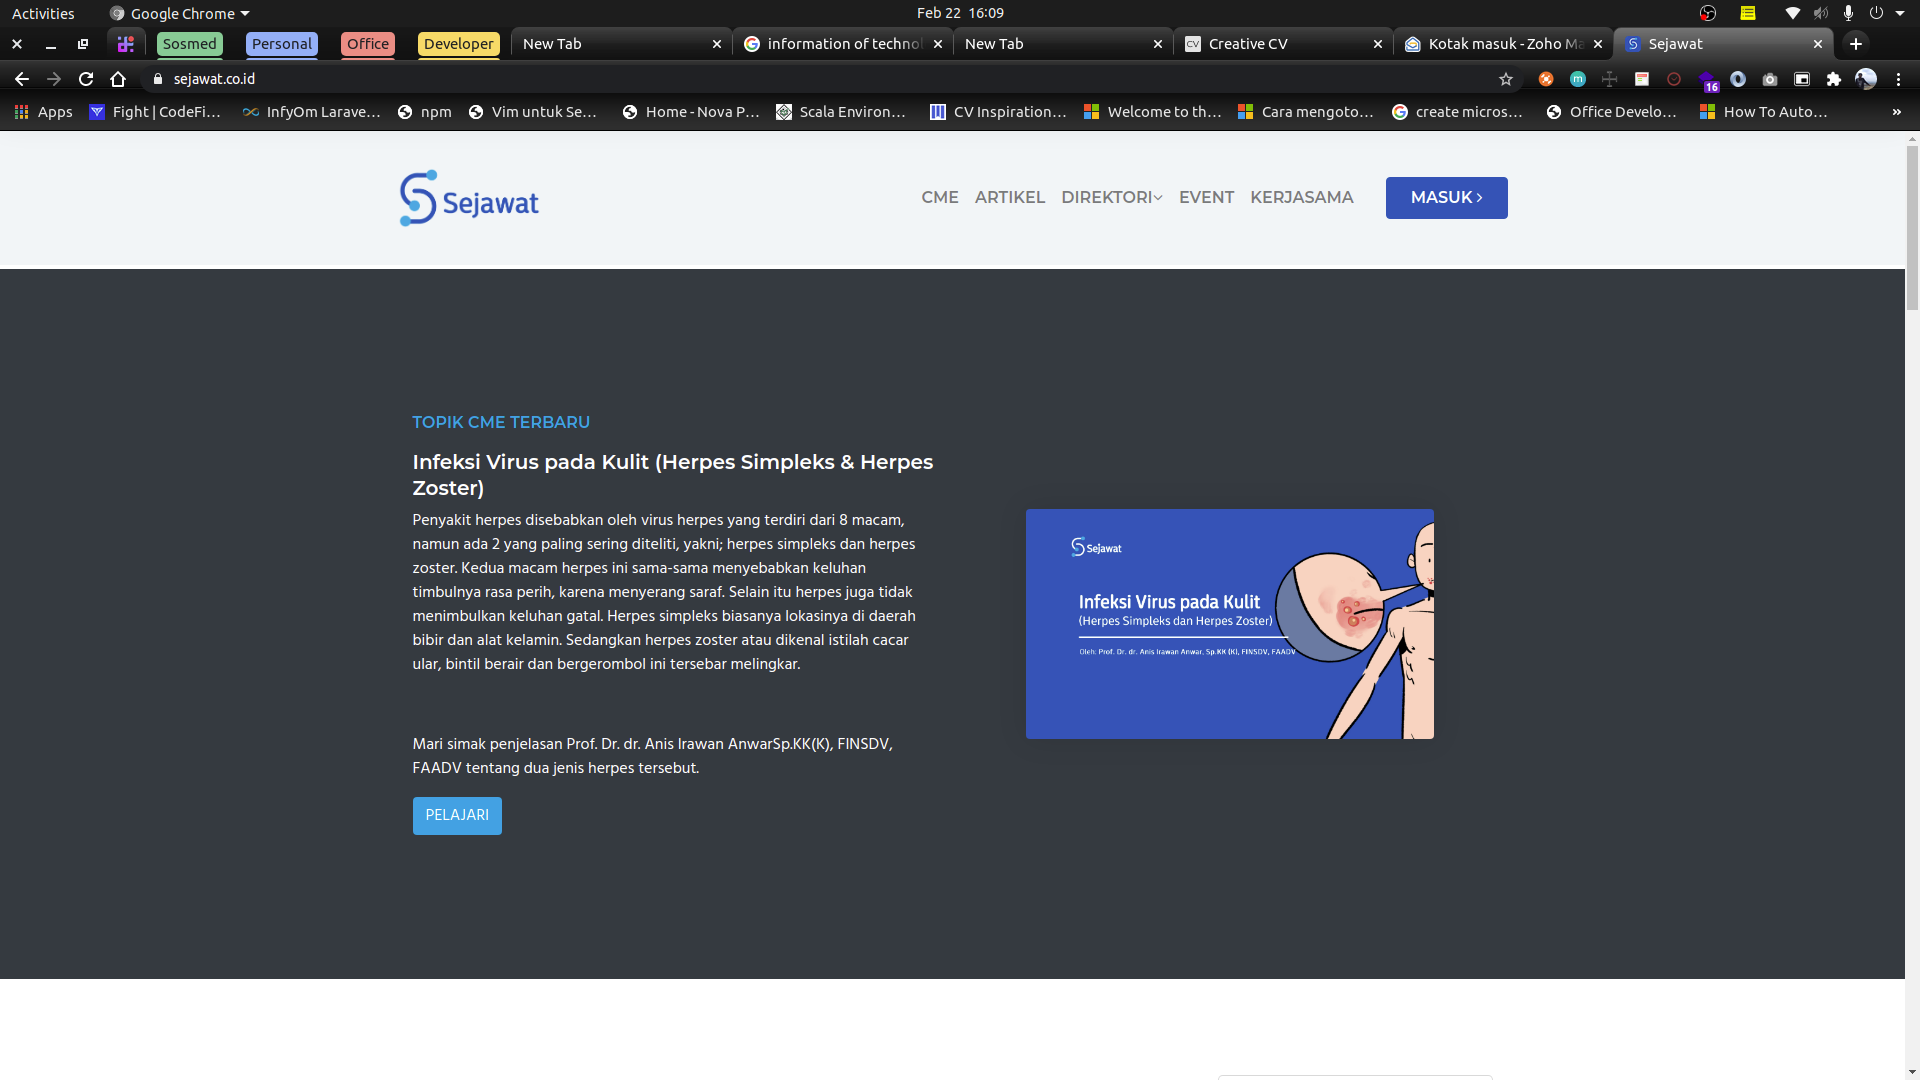 Activities
Google Chrome
Feb 22 16:09
Sosmed
Personal
Office
Developer
New Tab
information of technol
New Tab
Creative CV
Kotak masuk - Zoho Ma
Sejawat
sejawat.co.id
16
Apps
Fight | CodeFi...
InfyOm Larave...
npm
Vim untuk Se...
Home - Nova P...
Scala Environ...
CV Inspiration...
Welcome to th...
Cara mengoto...
create micros...
Office Develo...
How To Auto...
»
Sejawat
CME
ARTIKEL
DIREKTORI
EVENT
KERJASAMA
MASUK
TOPIK CME TERBARU
Infeksi Virus pada Kulit (Herpes Simpleks & Herpes
Zoster)
Penyakit herpes disebabkan oleh virus herpes yang terdiri dari 8 macam,
namun ada 2 yang paling sering diteliti, yakni; herpes simpleks dan herpes
zoster. Kedua macam herpes ini sama-sama menyebabkan keluhan
timbulnya rasa perih, karena menyerang saraf. Selain itu herpes juga tidak
menimbulkan keluhan gatal. Herpes simpleks biasanya lokasinya di daerah
bibir dan alat kelamin. Sedangkan herpes zoster atau dikenal istilah cacar
ular, bintil berair dan bergerombol ini tersebar melingkar.
Mari simak penjelasan Prof. Dr. dr. Anis Irawan AnwarSp.KK(K), FINSDV,
FAADV tentang dua jenis herpes tersebut.
PELAJARI
Sejawat
Infeksi Virus pada Kulit
(Herpes Simpleks dan Herpes Zoster)
Oleh: Prof. Dr. dr. Anis Irawan Anwar, Sp.KK (K), FINSDV, FAADV